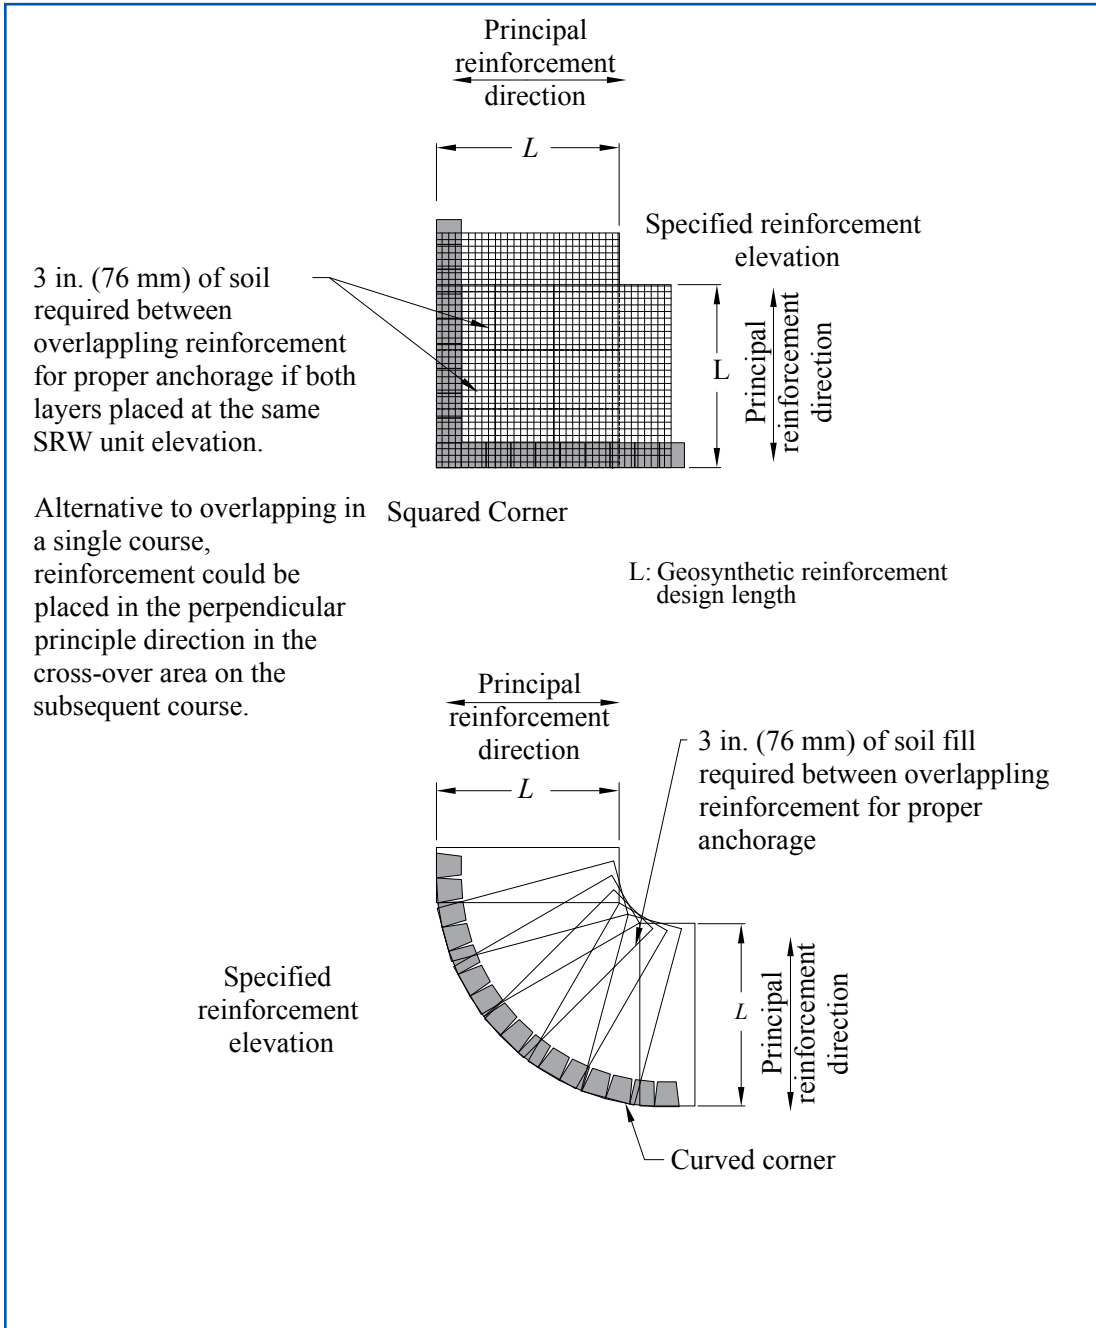 Principal
reinforcement
direction
L
Specified reinforcement
elevation
3 in. (76 mm) of soil
required between
overlappling reinforcement
for proper anchorage if both
layers placed at the same
SRW unit elevation.
L
Principal
reinforcement
direction
Alternative to overlapping in
a single course,
reinforcement could be
placed in the perpendicular
principle direction in the
cross-over area on the
subsequent course.
Squared Corner
L: Geosynthetic reinforcement
design length
Principal
reinforcement
direction
L
3 in. (76 mm) of soil fill
required between overlappling
reinforcement for proper
anchorage
Specified
reinforcement
elevation
L
Principal
reinforcement
direction
Curved corner